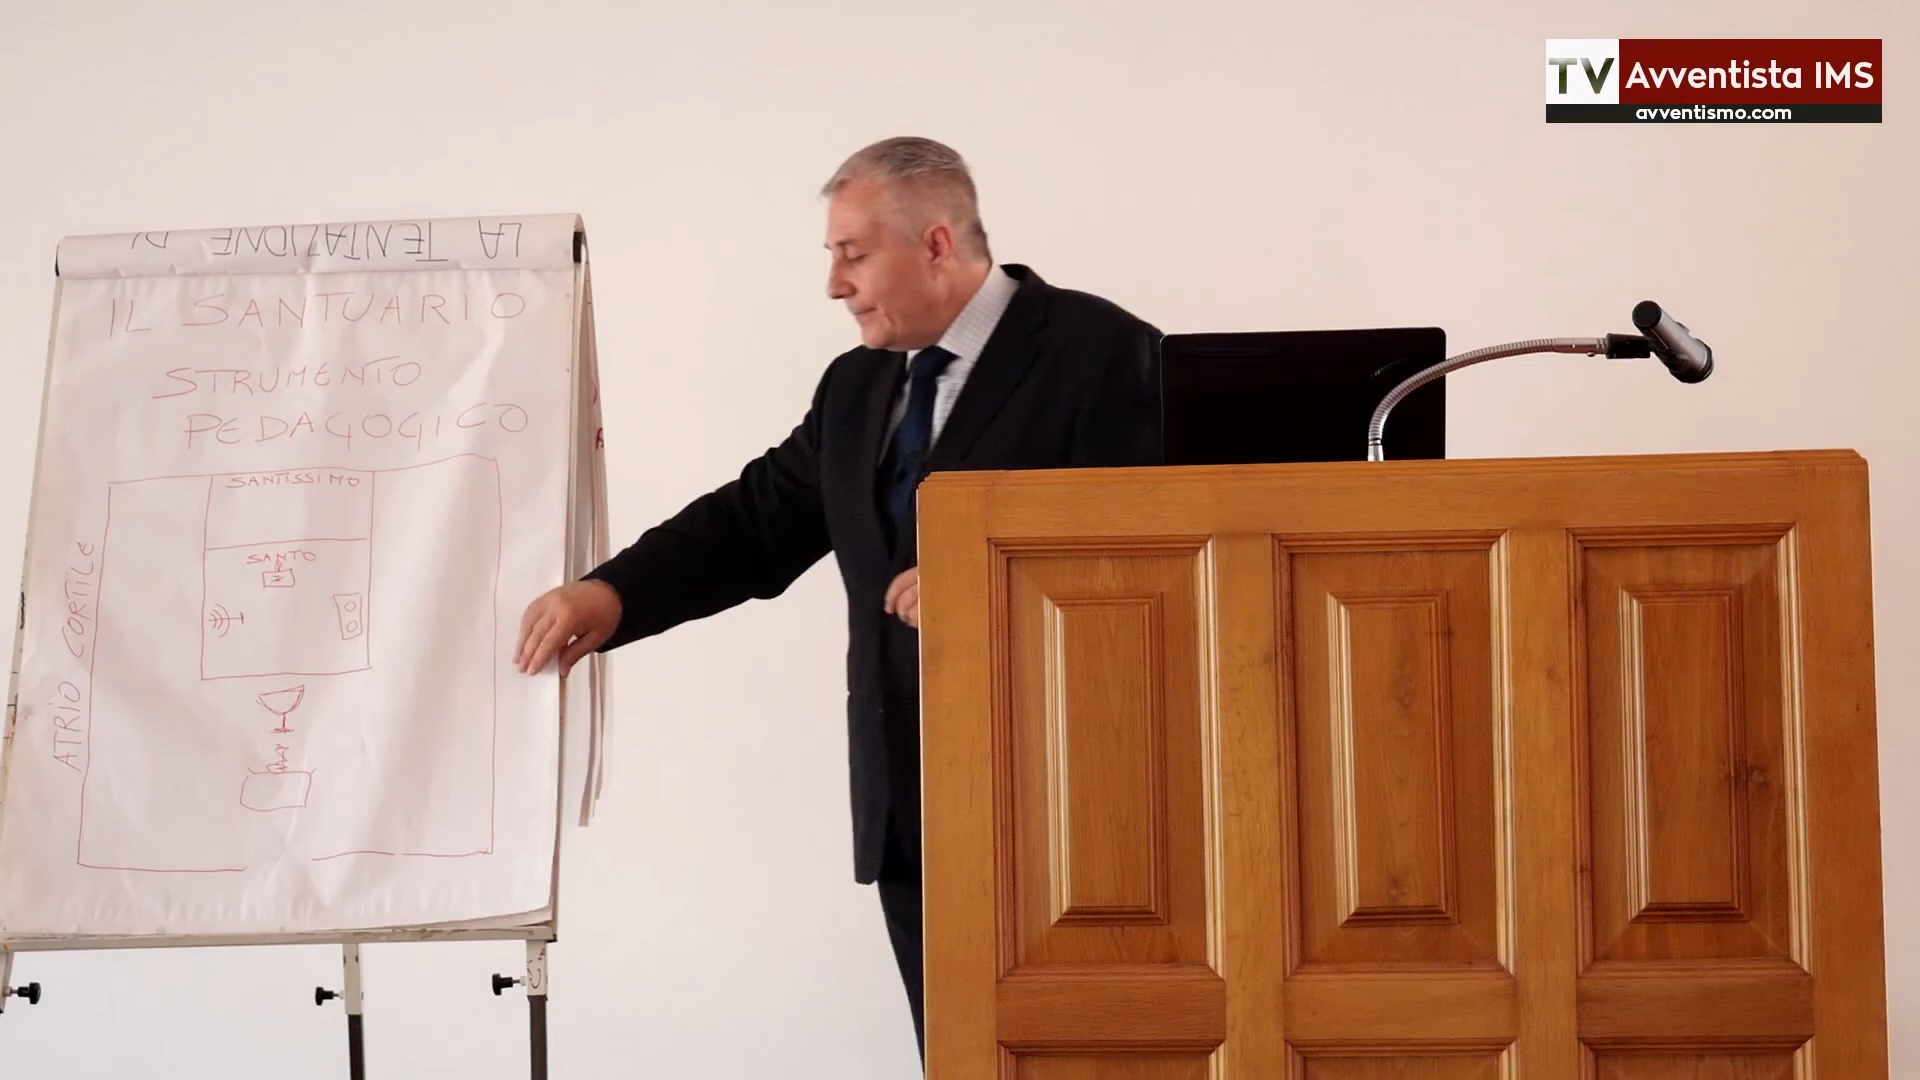 TV Avventista IMS
avventismo.com
LA TENTAZIONE DI
IL SANTUARIO
STRUMENTO
PEDAGOGICO
SANTISSIMO
SANTO
ATRIO CORTILE